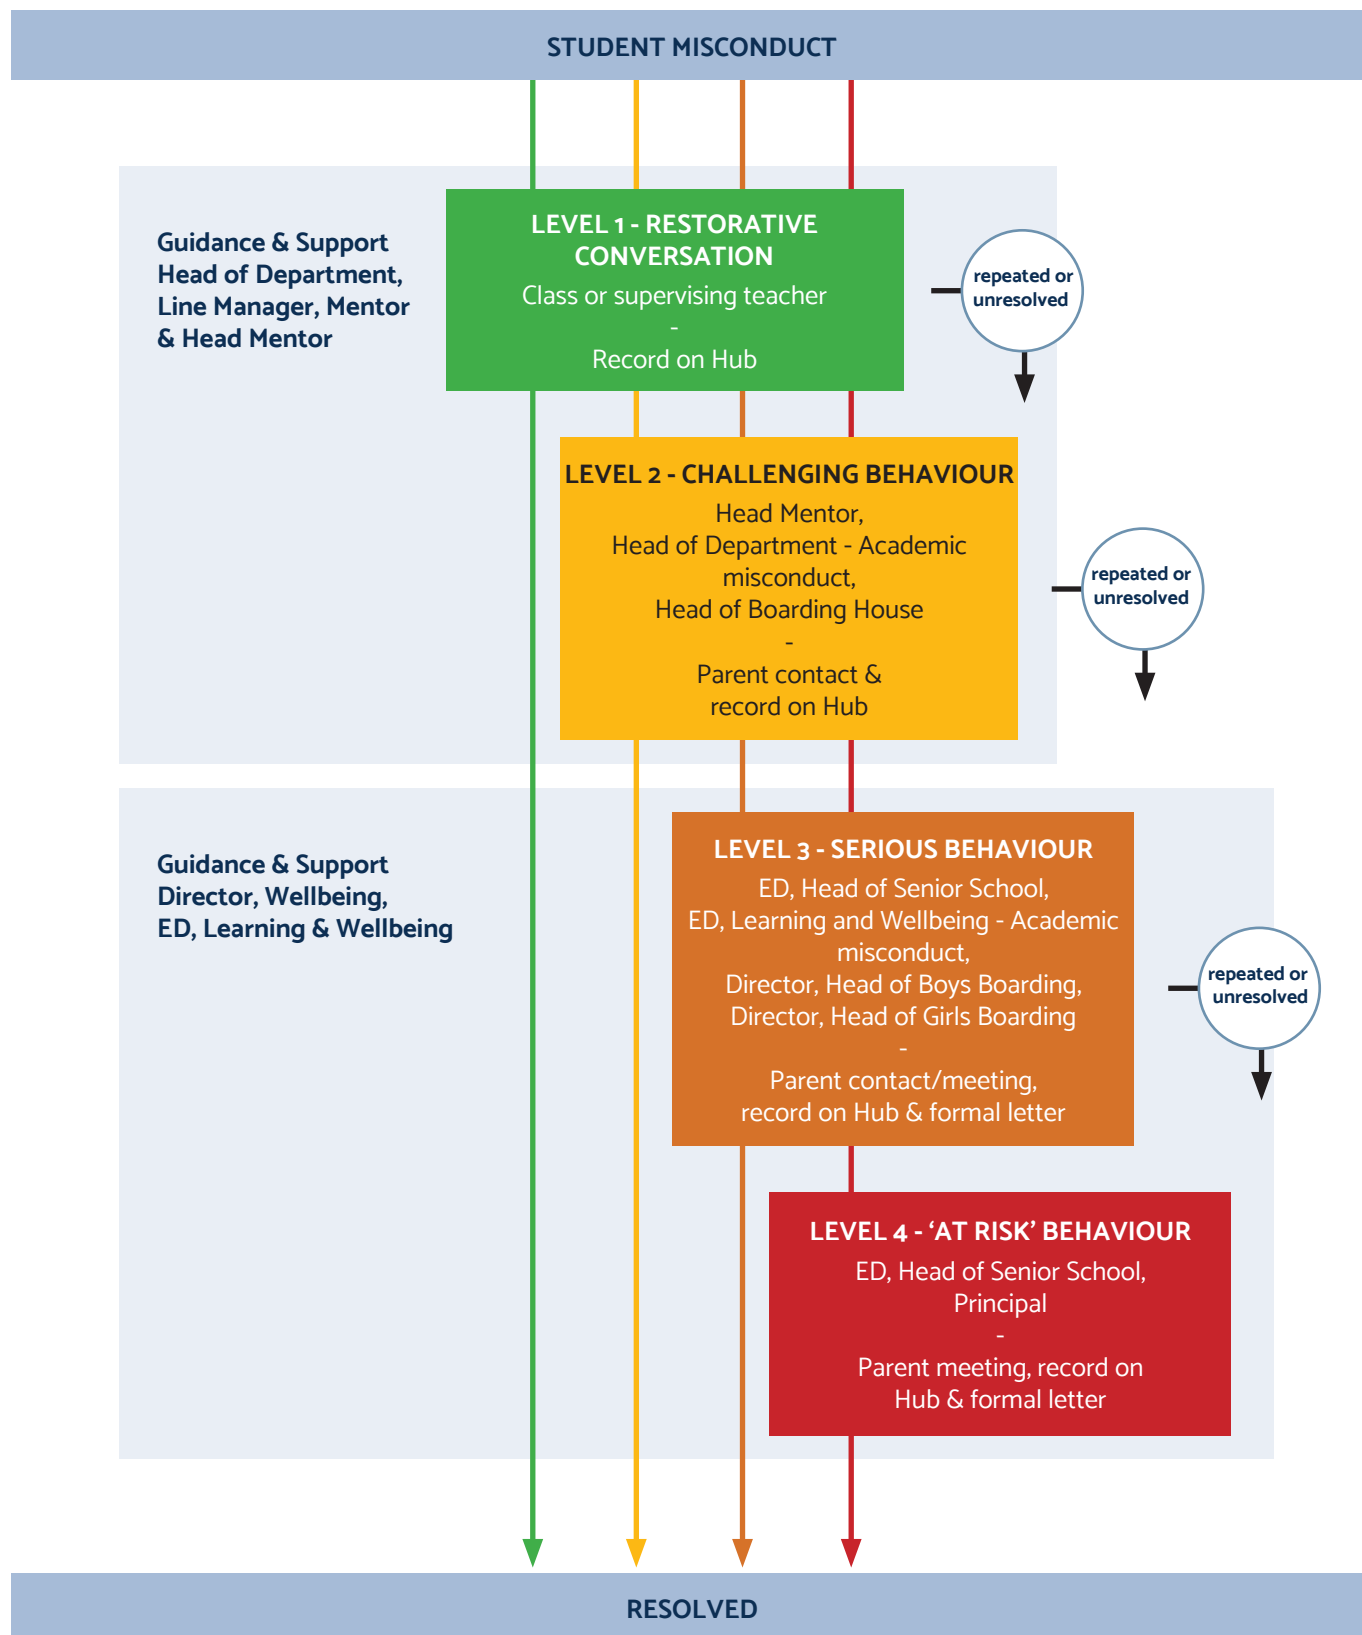 STUDENT MISCONDUCT
Guidance & Support
Head of Department,
Line Manager, Mentor
& Head Mentor
LEVEL 1 - RESTORATIVE
CONVERSATION
Class or supervising teacher
-
Record on Hub
repeated or
unresolved
LEVEL 2 - CHALLENGING BEHAVIOUR
Head Mentor,
Head of Department - Academic
misconduct,
Head of Boarding House
-
Parent contact &
record on Hub
repeated or
unresolved
Guidance & Support
Director, Wellbeing,
ED, Learning & Wellbeing
LEVEL 3 - SERIOUS BEHAVIOUR
ED, Head of Senior School,
ED, Learning and Wellbeing - Academic
misconduct,
Director, Head of Boys Boarding,
Director, Head of Girls Boarding
-
Parent contact/meeting,
record on Hub & formal letter
repeated or
unresolved
LEVEL 4 - ‘AT RISK’ BEHAVIOUR
ED, Head of Senior School,
Principal
-
Parent meeting, record on
Hub & formal letter
RESOLVED